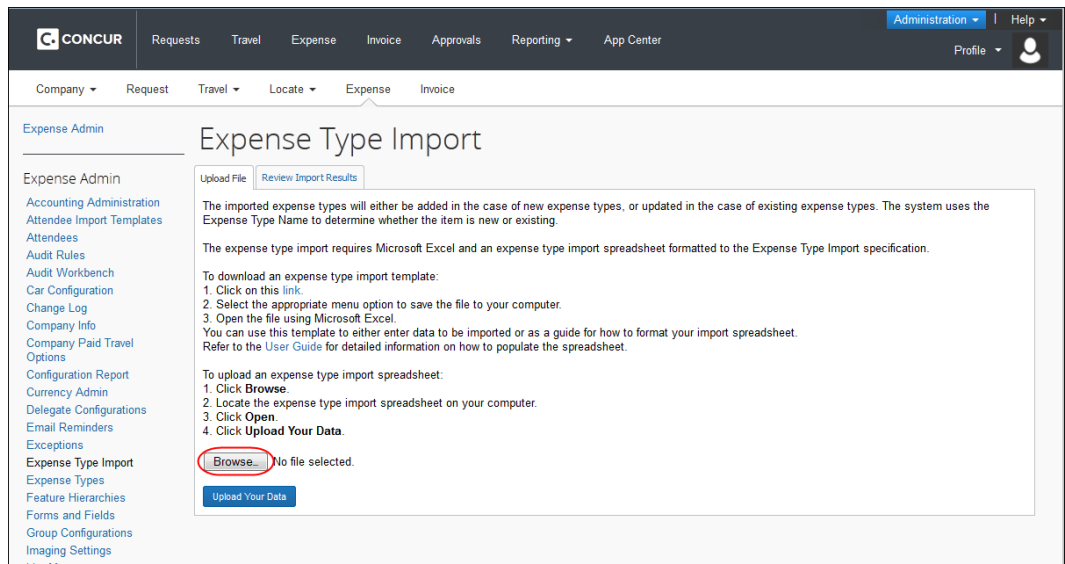 Administration | Help
C. CONCUR Requests Travel Expense Invoice Approvals Reporting App Center
Profile
Company Request Travel Locate Expense Invoice
Expense Admin
Expense Type Import
Expense Admin
Upload File Review Import Results
Accounting Administration
Attendee Import Templates
Attendees
Audit Rules
Audit Workbench
Car Configuration
Change Log
Company Info
Company Paid Travel
Options
Configuration Report
Currency Admin
Delegate Configurations
Email Reminders
Exceptions
Expense Type Import
Expense Types
Feature Hierarchies
Forms and Fields
Group Configurations
Imaging Settings
The imported expense types will either be added in the case of new expense types, or updated in the case of existing expense types. The system uses the
Expense Type Name to determine whether the item is new or existing.
The expense type import requires Microsoft Excel and an expense type import spreadsheet formatted to the Expense Type Import specification.
To download an expense type import template:
1. Click on this link.
2. Select the appropriate menu option to save the file to your computer.
3. Open the file using Microsoft Excel.
You can use this template to either enter data to be imported or as a guide for how to format your import spreadsheet.
Refer to the User Guide for detailed information on how to populate the spreadsheet.
To upload an expense type import spreadsheet:
1. Click Browse.
2. Locate the expense type import spreadsheet on your computer.
3. Click Open.
4. Click Upload Your Data.
Browse... No file selected.
Upload Your Data